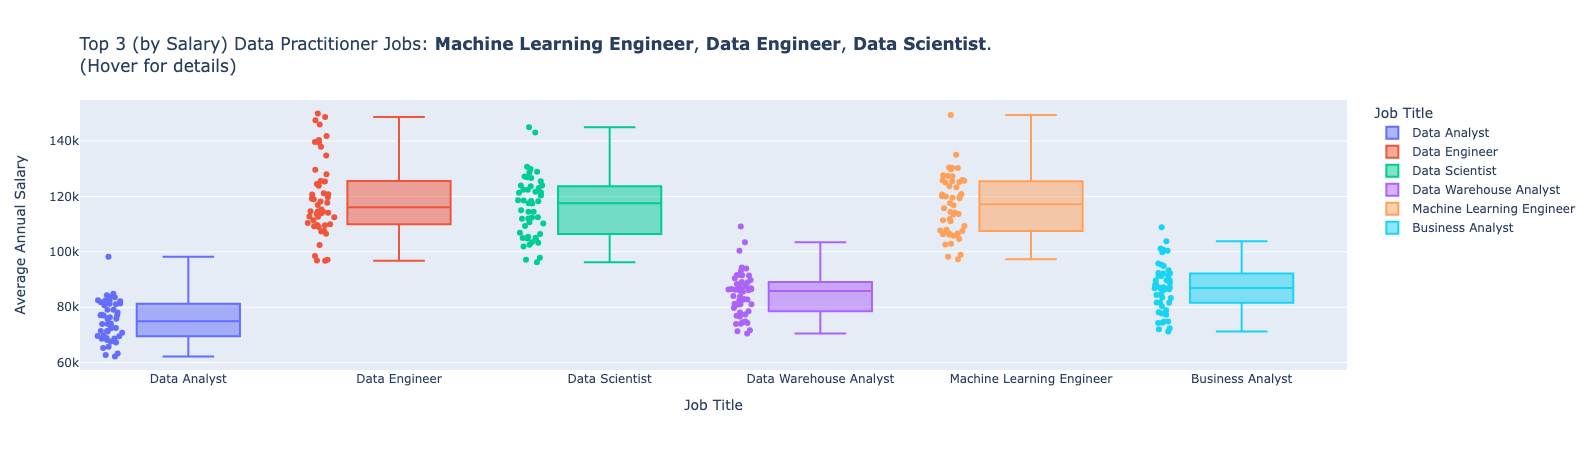 Top 3 (by Salary) Data Practitioner Jobs: Machine Learning Engineer, Data Engineer, Data Scientist.
(Hover for details)
Average Annual Salary
140k
120k
100k
80k
60k
Data Analyst
Data Engineer
Data Scientist
Data Warehouse Analyst
Machine Learning Engineer
Business Analyst
Job Title
Job Title
Data Analyst
Data Engineer
Data Scientist
Data Warehouse Analyst
Machine Learning Engineer
Business Analyst